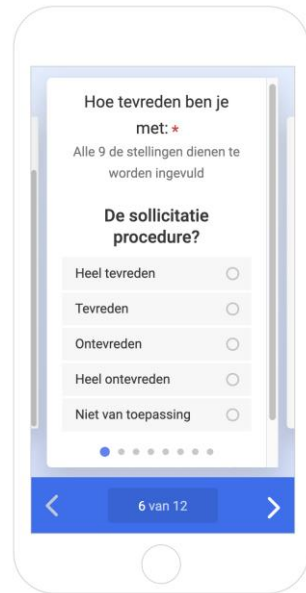 Hoe tevreden ben je
met: *
Alle 9 de stellingen dienen te
worden ingevuld
De sollicitatie
procedure?
Heel tevreden
Tevreden
Ontevreden
Heel ontevreden
Niet van toepassing
6 van 12